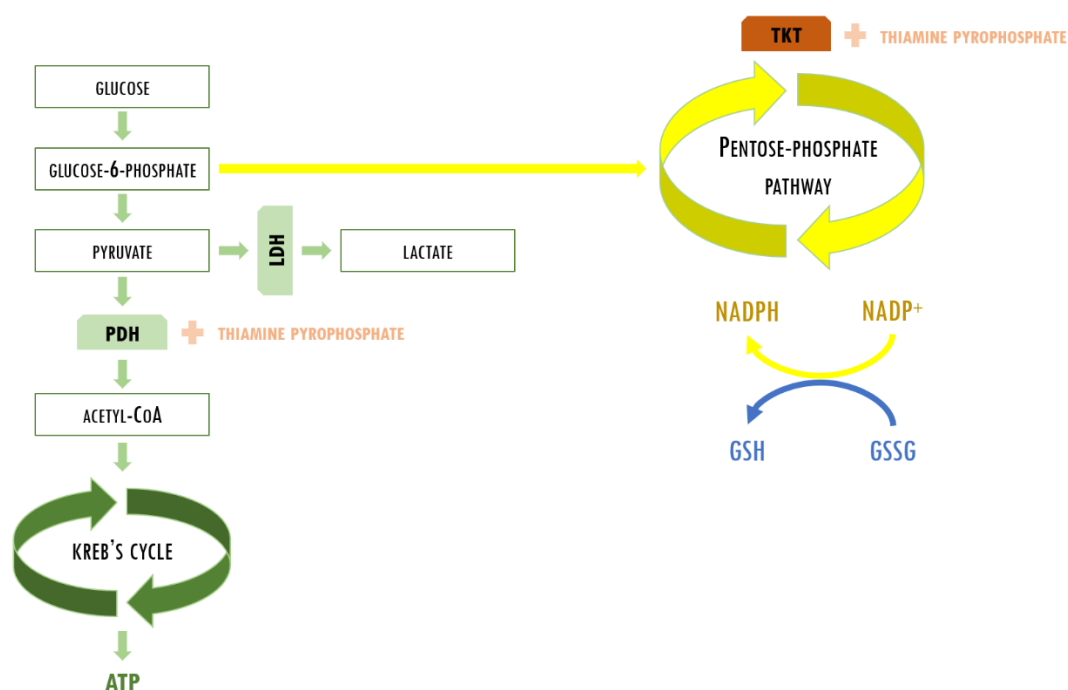 TKT
THIAMINE PYROPHOSPHATE
GLUCOSE
GLUCOSE-6-PHOSPHATE
PENTOSE-PHOSPHATE
PATHWAY
PYRUVATE
LDH
LACTATE
NADPH
NADP+
PDH
THIAMINE PYROPHOSPHATE
ACETYL-COA
GSH
GSSG
KREB'S CYCLE
ATP